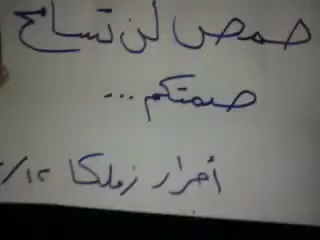 حمص لن تسامح
صمتكم ...
أحرار زملكا ١٢/